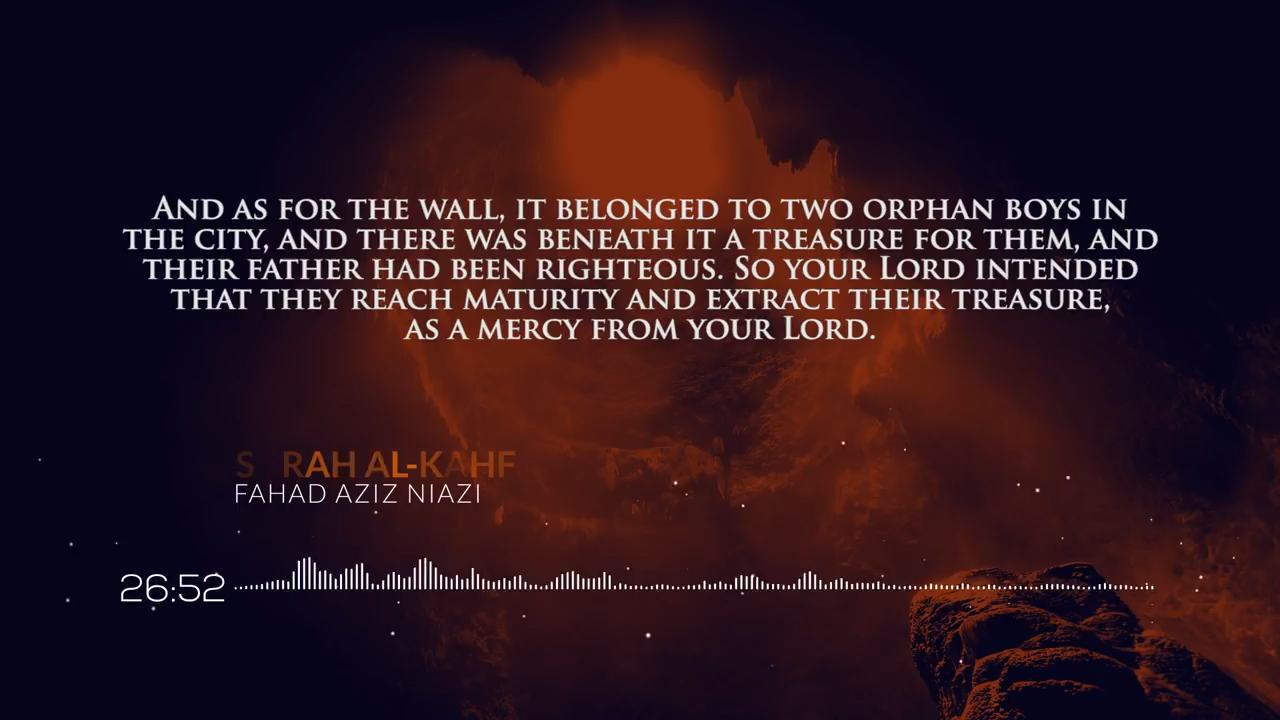 And as for the wall, it belonged to two orphan boys in
the city, and there was beneath it a treasure for them, and
their father had been righteous. So your Lord intended
that they reach maturity and extract their treasure,
as a mercy from your Lord.
S RAH AL-KAHF
FAHAD AZIZ NIAZI
26:52